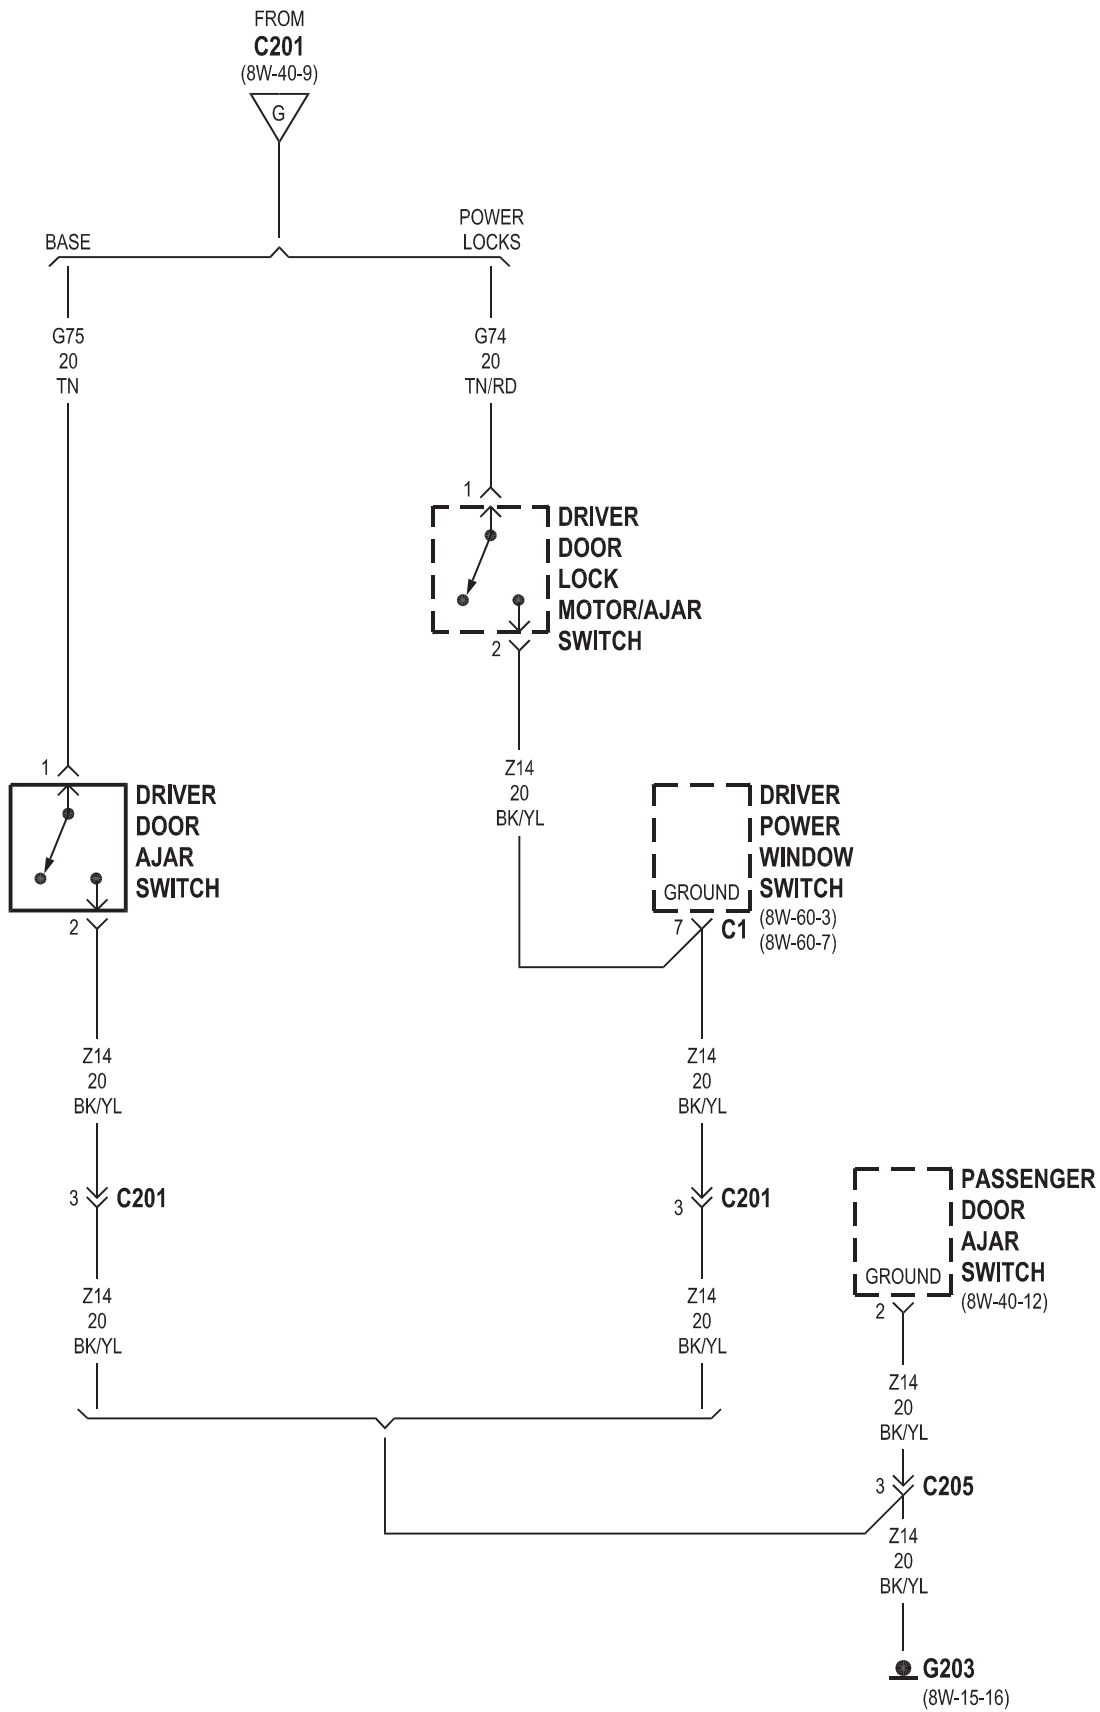 FROM
C201
(8W-40-9)
G
BASE
POWER
LOCKS
G75
20
TN
G74
20
TN/RD
1
DRIVER
DOOR
LOCK
MOTOR/AJAR
SWITCH
2
Z14
20
BK/YL
1
DRIVER
DOOR
AJAR
SWITCH
2
DRIVER
POWER
WINDOW
SWITCH
(8W-60-3)
(8W-60-7)
GROUND
7
C1
Z14
20
BK/YL
Z14
20
BK/YL
3
C201
3
C201
Z14
20
BK/YL
Z14
20
BK/YL
PASSENGER
DOOR
AJAR
SWITCH
(8W-40-12)
GROUND
2
Z14
20
BK/YL
3
C205
Z14
20
BK/YL
G203
(8W-15-16)